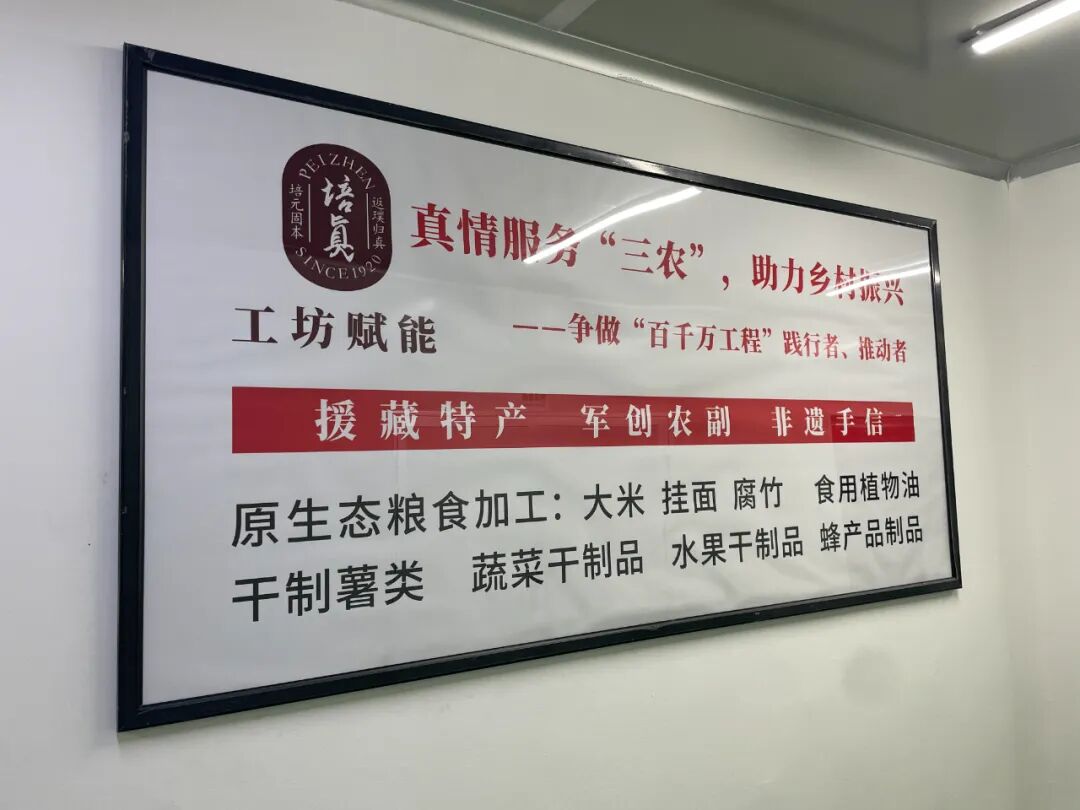 PEIZHEN
培元固本
培真
返璞归真
SINCE1920
真情服务“三农”，助力乡村振兴
工坊赋能
——争做“百千万工程”践行者、推动者
援藏特产 军创农副 非遗手信
原生态粮食加工：大米 挂面 腐竹 食用植物油
干制薯类 蔬菜干制品 水果干制品 蜂产品制品